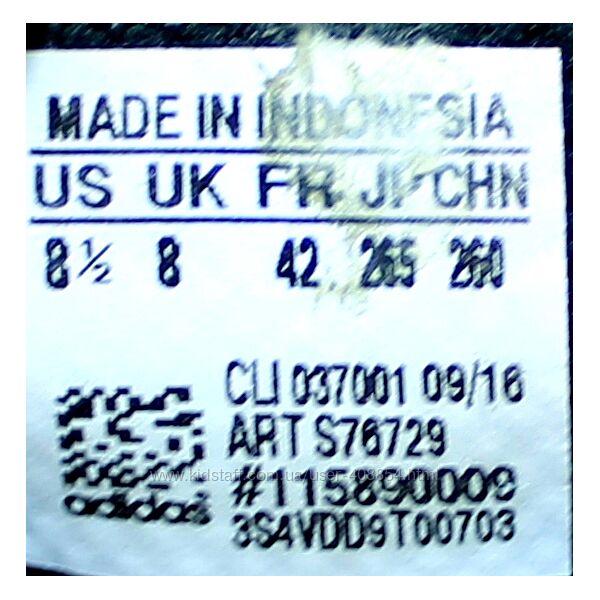 MADE IN INDONESIA
US UK FR JP CHN
8½ 8 42 265 260
CLI 037001 09/16
ART S76729
www.kidstaff.com.ua/user-408854.html
#115890009
3S4VDD9T00703
adidas